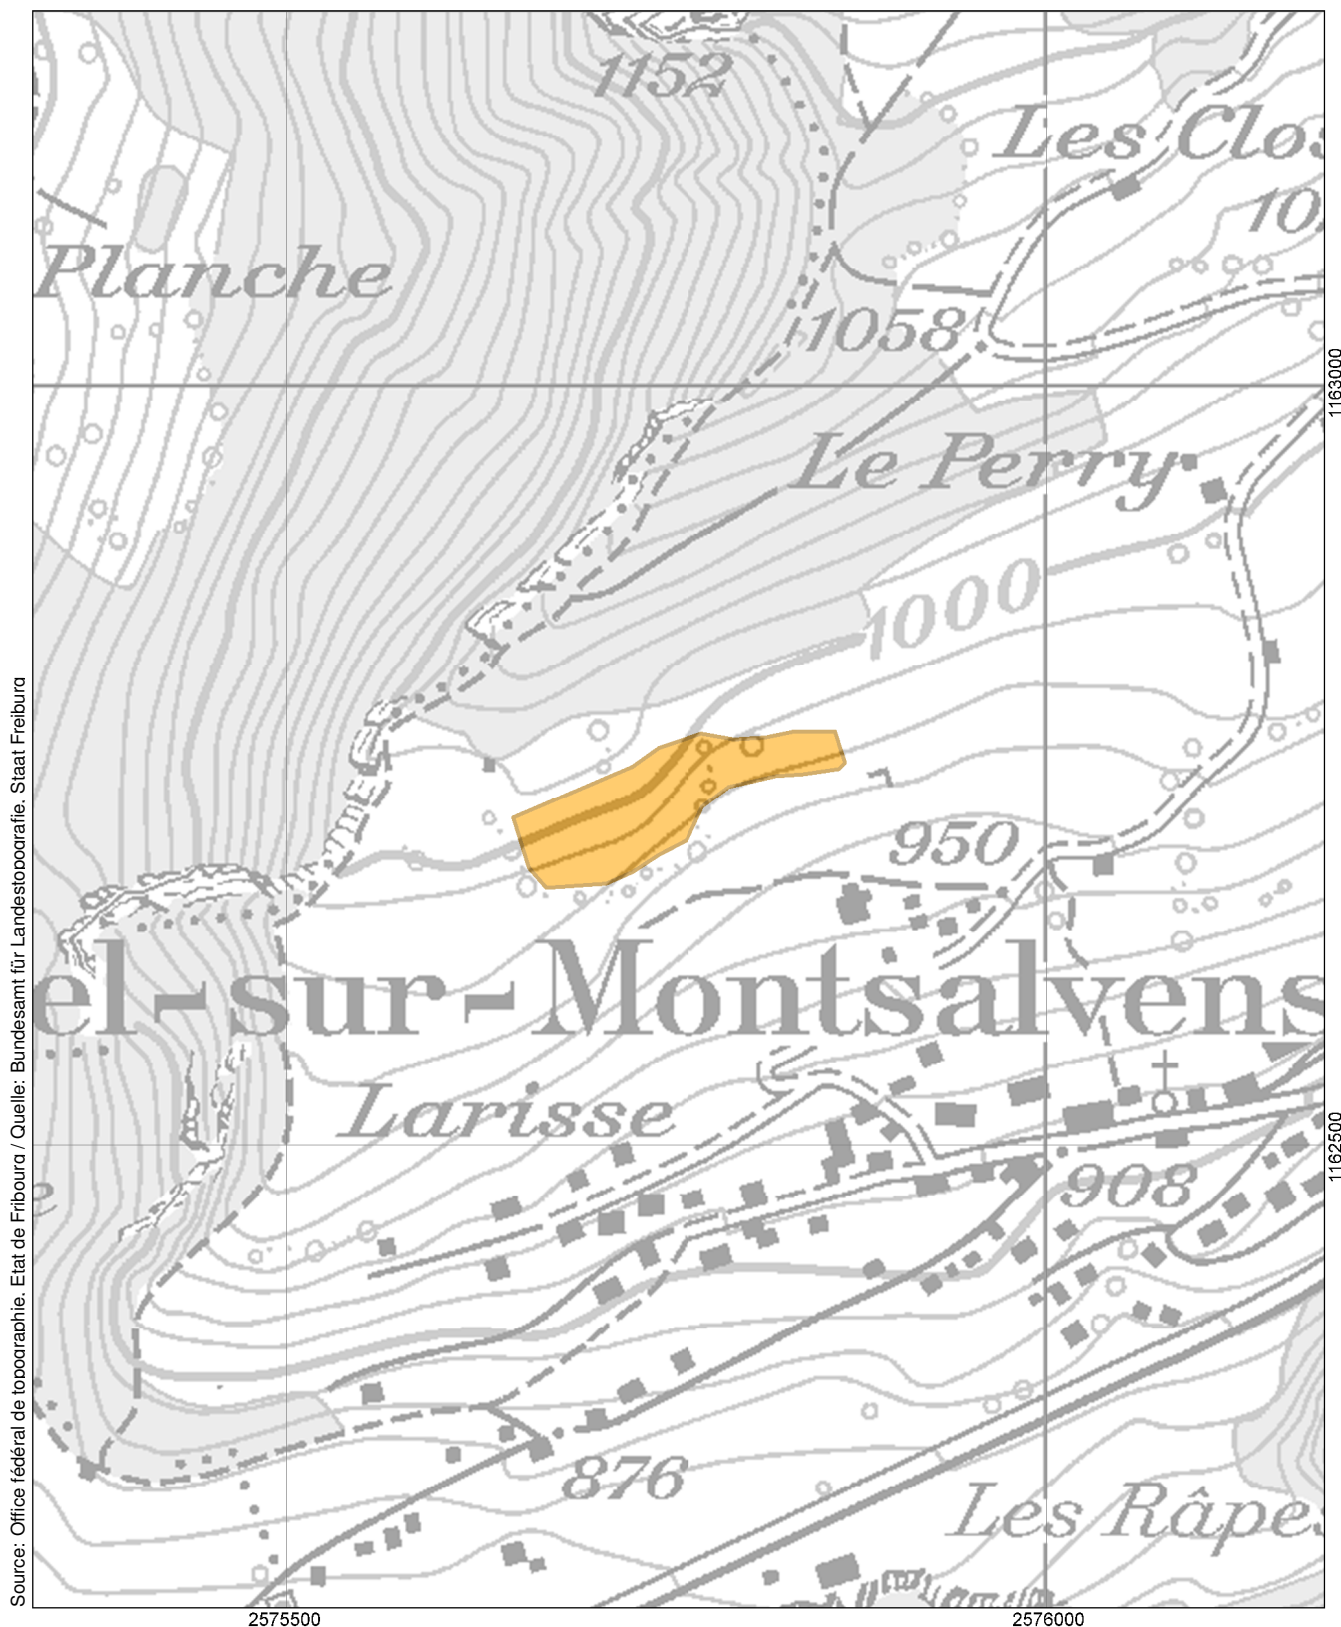 1152
Les Clos
10
Planche
1058
1163000
Le Perry
1000
950
el-sur-Montsalvens
Larisse
1162500
908
876
Les Râpes
2575500
2576000
Source: Office fédéral de topographie. Etat de Fribourg / Quelle: Bundesamt für Landestopografie. Staat Freiburg